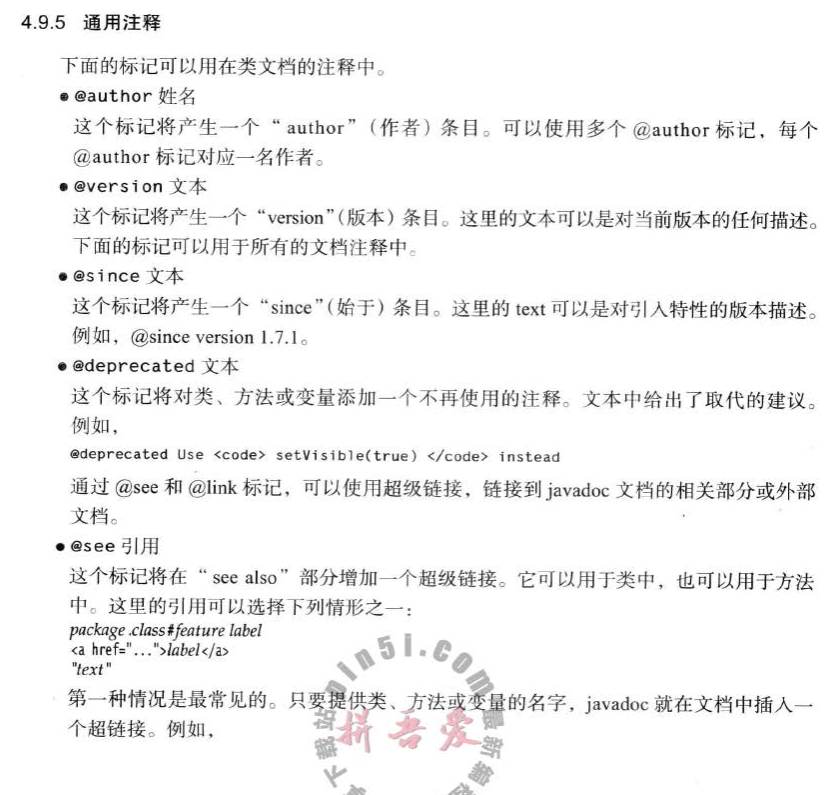 4.9.5 通用注释
下面的标记可以用在类文档的注释中。
● @author 姓名
这个标记将产生一个“author”（作者）条目。可以使用多个 @author 标记，每个
@author 标记对应一名作者。
● @version 文本
这个标记将产生一个“version”（版本）条目。这里的文本可以是对当前版本的任何描述。
下面的标记可以用于所有的文档注释中。
● @since 文本
这个标记将产生一个“since”（始于）条目。这里的 text 可以是对引入特性的版本描述。
例如，@since version 1.7.1。
● @deprecated 文本
这个标记将对类、方法或变量添加一个不再使用的注释。文本中给出了取代的建议。
例如，
@deprecated Use <code> setVisible(true) </code> instead
通过 @see 和 @link 标记，可以使用超级链接，链接到 javadoc 文档的相关部分或外部
文档。
● @see 引用
这个标记将在“see also”部分增加一个超级链接。它可以用于类中，也可以用于方法
中。这里的引用可以选择下列情形之一：
package.class#feature label
<a href="...">label</a>
"text"
第一种情况是最常见的。只要提供类、方法或变量的名字，javadoc 就在文档中插入一
个超链接。例如，
pin5i.com
拼吾爱
最新编
下载站